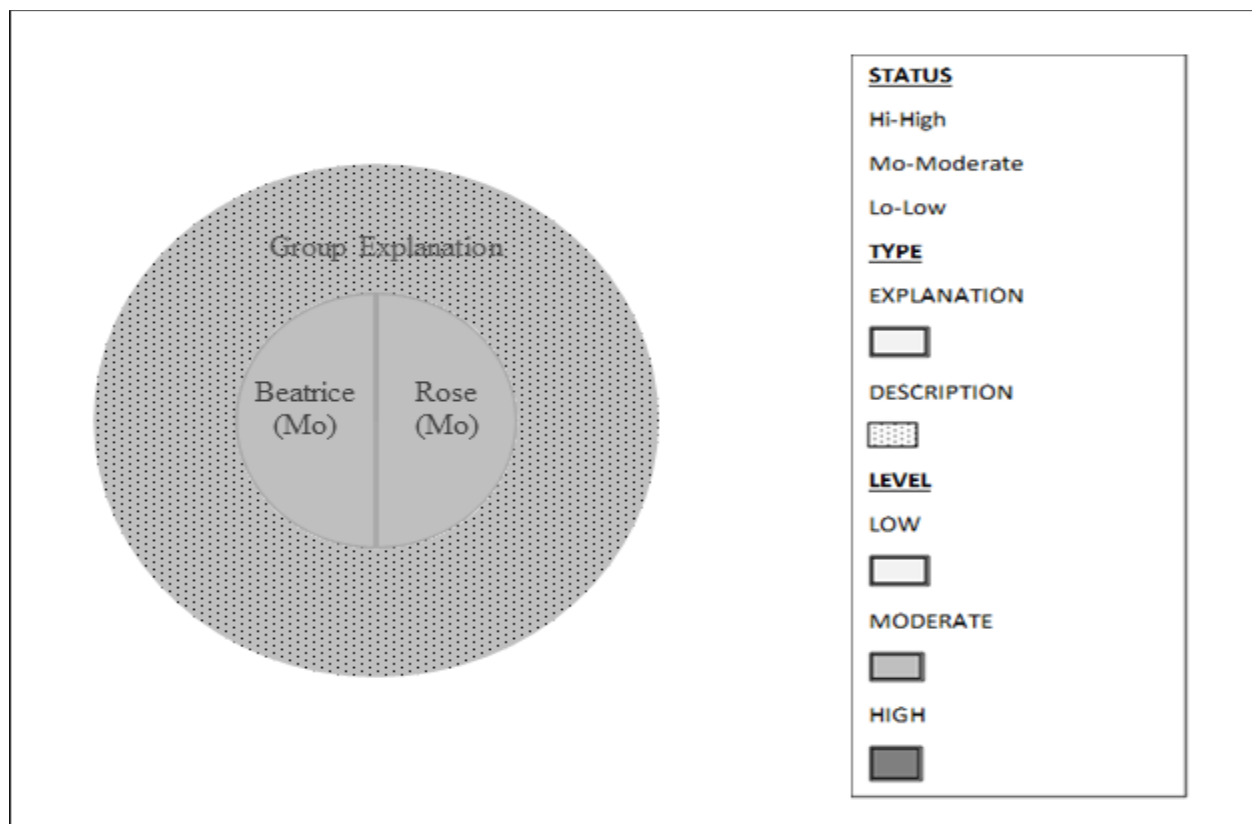 Group Explanation
Beatrice
(Mo)
Rose
(Mo)
STATUS
Hi-High
Mo-Moderate
Lo-Low
TYPE
EXPLANATION
DESCRIPTION
LEVEL
LOW
MODERATE
HIGH